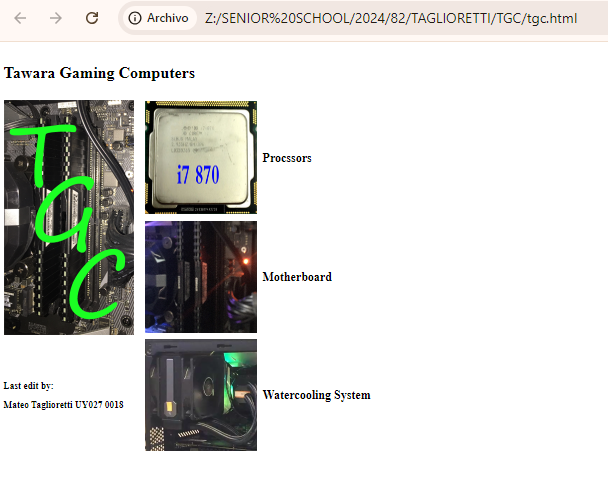 Archivo
Z:/SENIOR%20SCHOOL/2024/82/TAGLIORETTI/TGC/tgc.html
Tawara Gaming Computers
TGC
i7 870
Procssors
Motherboard
Watercooling System
Last edit by:
Mateo Taglioretti UY027 0018